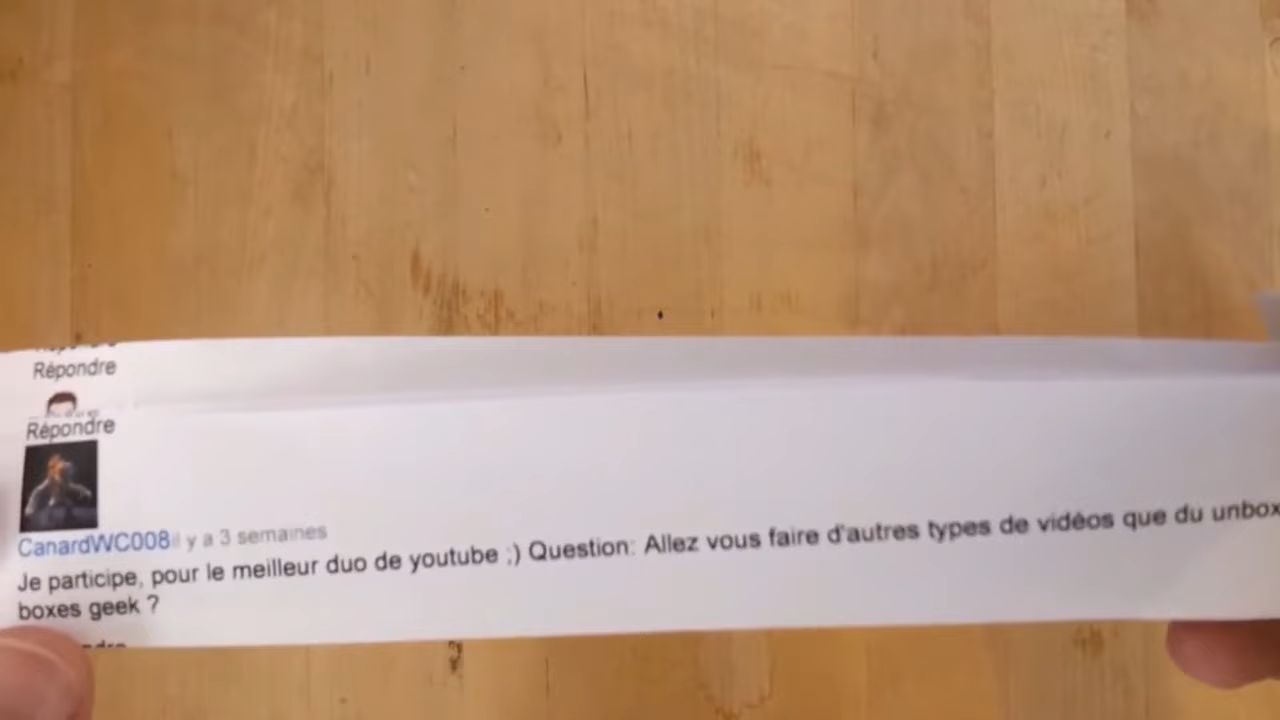 Répondre
Répondre
CanardWC008 il y a 3 semaines
Je participe, pour le meilleur duo de youtube ;) Question: Allez vous faire d'autres types de vidéos que du unbox
boxes geek ?